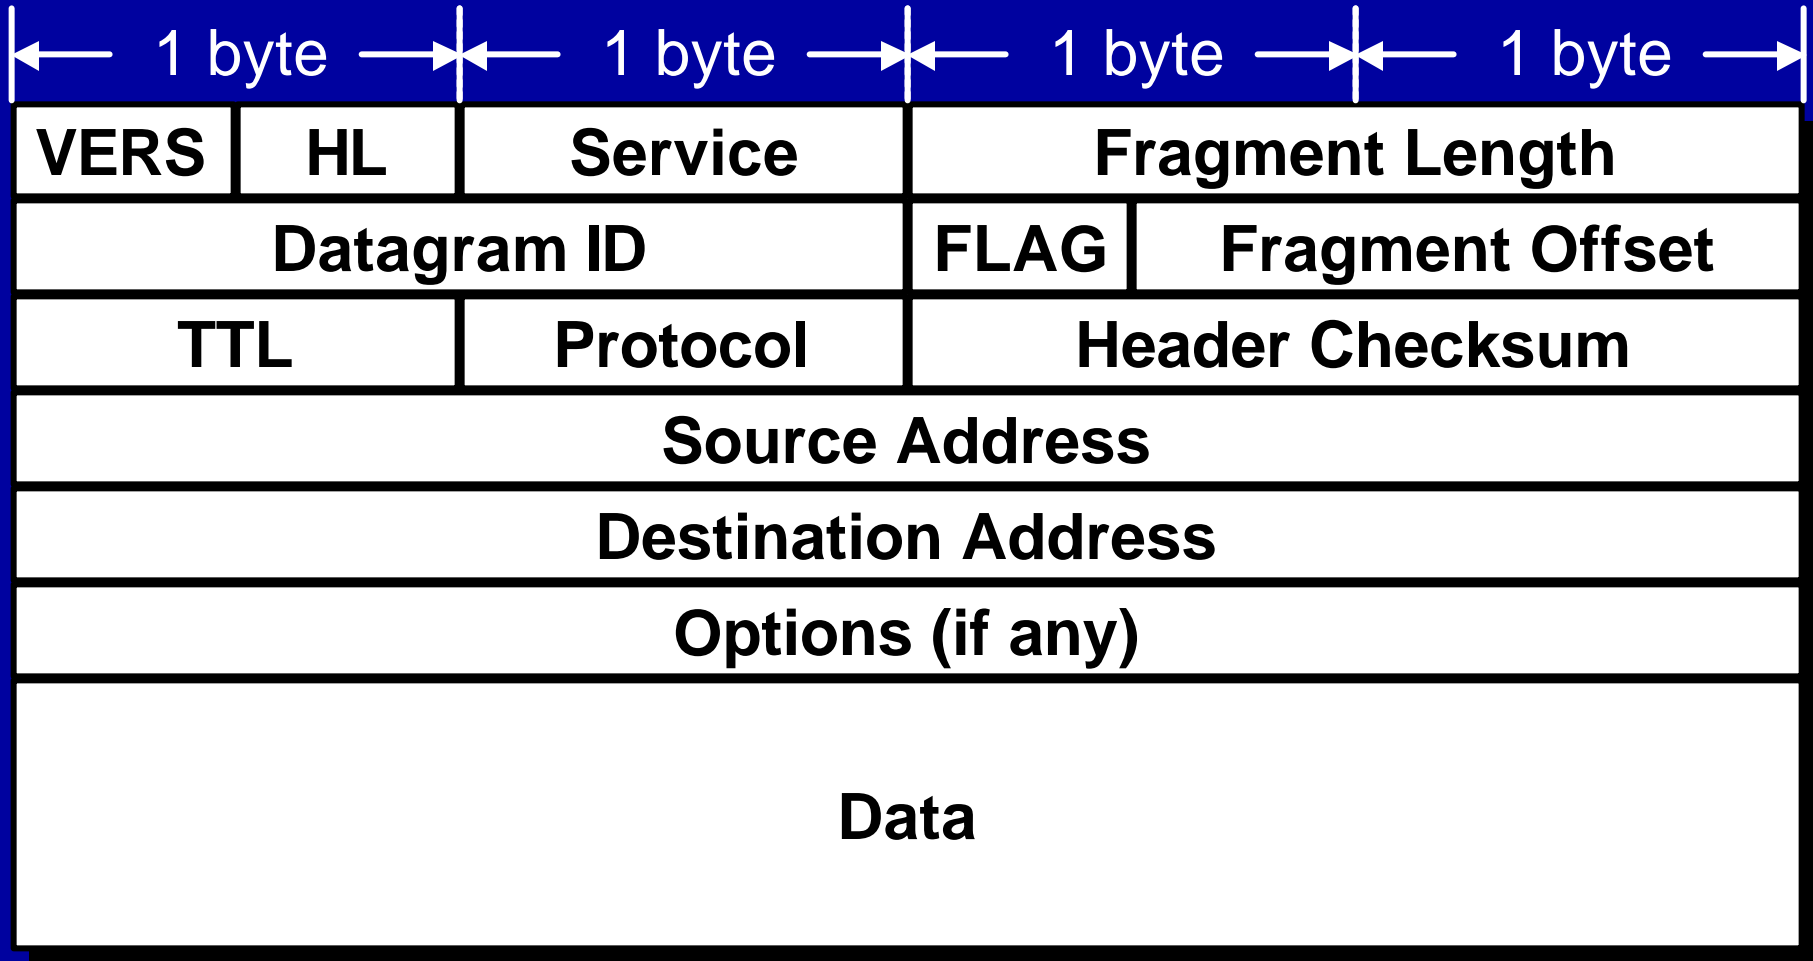 1 byte 1 byte 1 byte 1 byte
VERS HL Service Fragment Length
Datagram ID FLAG Fragment Offset
TTL Protocol Header Checksum
Source Address
Destination Address
Options (if any)
Data